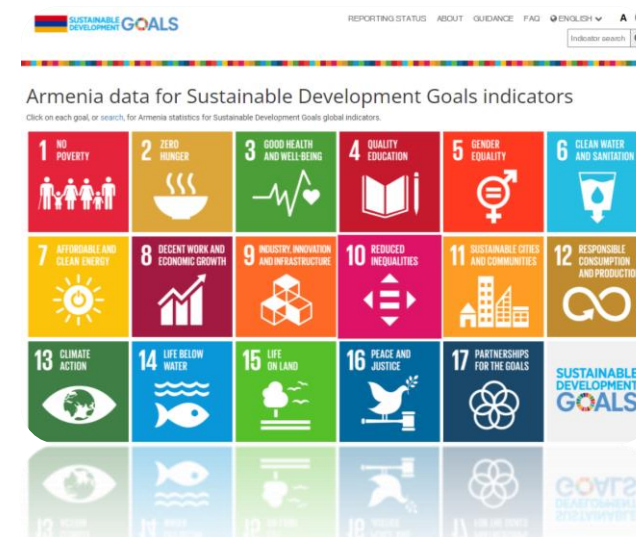 SUSTAINABLE
DEVELOPMENT
GOALS
REPORTING STATUS ABOUT GUIDANCE FAQ ENGLISH A
Indicator search
Armenia data for Sustainable Development Goals indicators
Click on each goal, or search, for Armenia statistics for Sustainable Development Goals global indicators.
1 NO
POVERTY
2 ZERO
HUNGER
3 GOOD HEALTH
AND WELL-BEING
4 QUALITY
EDUCATION
5 GENDER
EQUALITY
6 CLEAN WATER
AND SANITATION
7 AFFORDABLE AND
CLEAN ENERGY
8 DECENT WORK AND
ECONOMIC GROWTH
9 INDUSTRY, INNOVATION
AND INFRASTRUCTURE
10 REDUCED
INEQUALITIES
11 SUSTAINABLE CITIES
AND COMMUNITIES
12 RESPONSIBLE
CONSUMPTION
AND PRODUCTIO
13 CLIMATE
ACTION
14 LIFE BELOW
WATER
15 LIFE
ON LAND
16 PEACE AND
JUSTICE
17 PARTNERSHIPS
FOR THE GOALS
SUSTAINABLE
DEVELOPMENT
GOALS